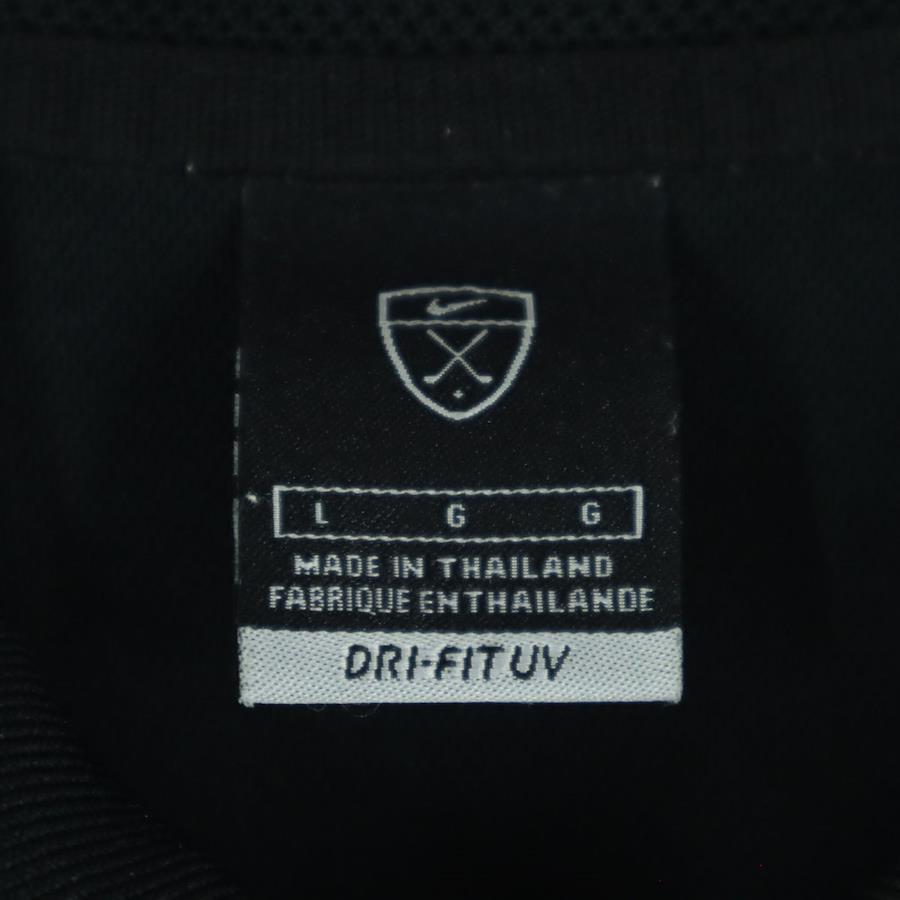 L G G
MADE IN THAILAND
FABRIQUE EN THAILANDE
DRI-FIT UV